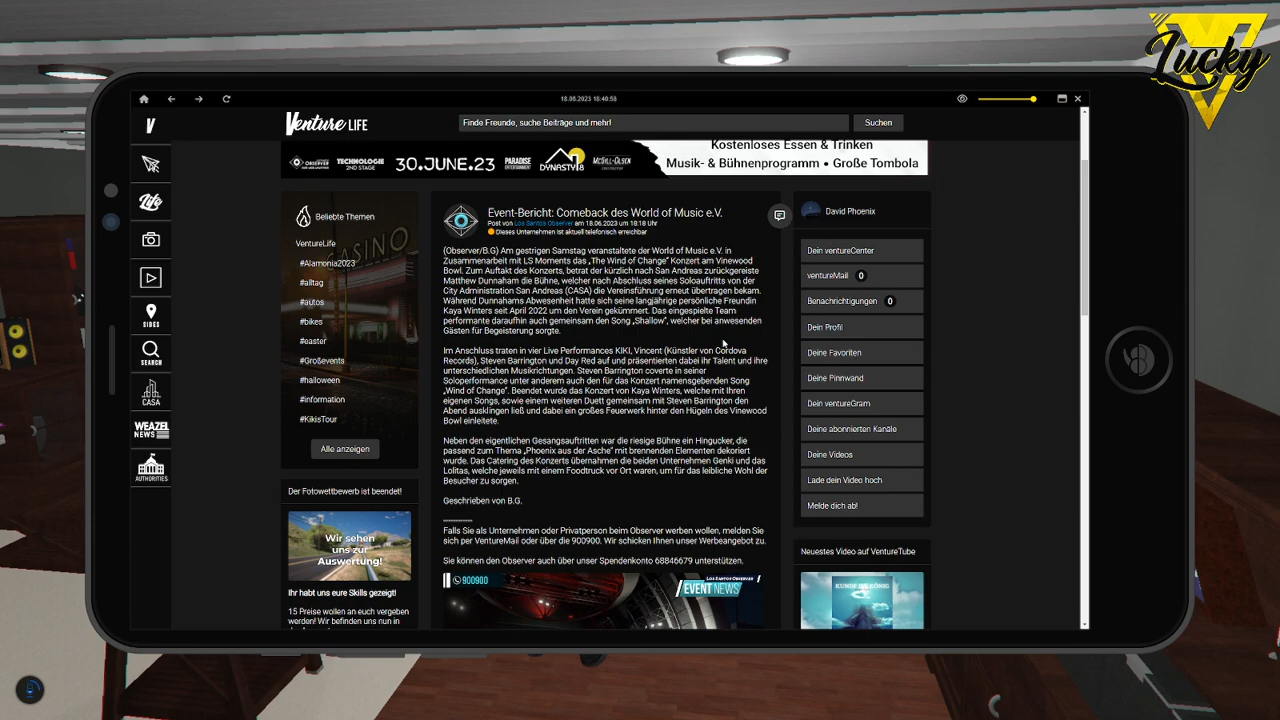 Lucky
18.06.2023 18:40:58
V
Venture LIFE
Finde Freunde, suche Beiträge und mehr!
Suchen
Life
SIDES
SEARCH
CASA
WEAZEL
NEWS
AUTHORITIES
OBSERVER
TECHNOLOGIE
2ND STAGE
30.JUNE.23
PARADISE
ENTERTAINMENT
DYNASTY8
McGILL-OLSEN
Kostenloses Essen & Trinken
Musik- & Bühnenprogramm • Große Tombola
Beliebte Themen
VentureLife
#Alamonia2023
#alltag
#autos
#bikes
#easter
#Großevents
#halloween
#information
#KikisTour
Alle anzeigen
CASINO
Der Fotowettbewerb ist beendet!
Wir sehen
uns zur
Auswertung!
Ihr habt uns eure Skills gezeigt!
15 Preise wollen an euch vergeben
werden! Wir befinden uns nun in
Event-Bericht: Comeback des World of Music e.V.
Post von Los Santos Observer am 18.06.2023 um 18:18 Uhr
Dieses Unternehmen ist aktuell telefonisch erreichbar
(Observer/B.G) Am gestrigen Samstag veranstaltete der World of Music e.V. in
Zusammenarbeit mit LS Moments das „The Wind of Change" Konzert am Vinewood
Bowl. Zum Auftakt des Konzerts, betrat der kürzlich nach San Andreas zurückgereiste
Matthew Dunnaham die Bühne, welcher nach Abschluss seines Soloauftritts von der
City Administration San Andreas (CASA) die Vereinsführung erneut übertragen bekam.
Während Dunnahams Abwesenheit hatte sich seine langjährige persönliche Freundin
Kaya Winters seit April 2022 um den Verein gekümmert. Das eingespielte Team
performte daraufhin auch gemeinsam den Song „Shallow", welcher bei anwesenden
Gästen für Begeisterung sorgte.
Im Anschluss traten in vier Live Performances KIKI, Vincent (Künstler von Cordova
Records), Steven Barrington und Day Red auf und präsentierten dabei ihr Talent und ihre
unterschiedlichen Musikrichtungen. Steven Barrington coverte in seiner
Soloperformance unter anderem auch den für das Konzert namensgebenden Song
„Wind of Change". Beendet wurde das Konzert von Kaya Winters, welche mit Ihren
eigenen Songs, sowie einem weiteren Duett gemeinsam mit Steven Barrington den
Abend ausklingen ließ und dabei ein großes Feuerwerk hinter den Hügeln des Vinewood
Bowl einleitete.
Neben den eigentlichen Gesangsauftritten war die riesige Bühne ein Hingucker, die
passend zum Thema „Phoenix aus der Asche" mit brennenden Elementen dekoriert
wurde. Das Catering des Konzerts übernahmen die beiden Unternehmen Genki und das
Lolitas, welche jeweils mit einem Foodtruck vor Ort waren, um für das leibliche Wohl der
Besucher zu sorgen.
Geschrieben von B.G.
------------
Falls Sie als Unternehmen oder Privatperson beim Observer werben wollen, melden Sie
sich per VentureMail oder über die 900900. Wir schicken Ihnen unser Werbeangebot zu.
Sie können den Observer auch über unser Spendenkonto 68846679 unterstützen.
900900
LOS SANTOS OBSERVER
EVENT NEWS
David Phoenix
Dein ventureCenter
ventureMail 0
Benachrichtigungen 0
Dein Profil
Deine Favoriten
Deine Pinnwand
Dein ventureGram
Deine abonnierten Kanäle
Deine Videos
Lade dein Video hoch
Melde dich ab!
Neuestes Video auf VentureTube
KUNDE IST KÖNIG